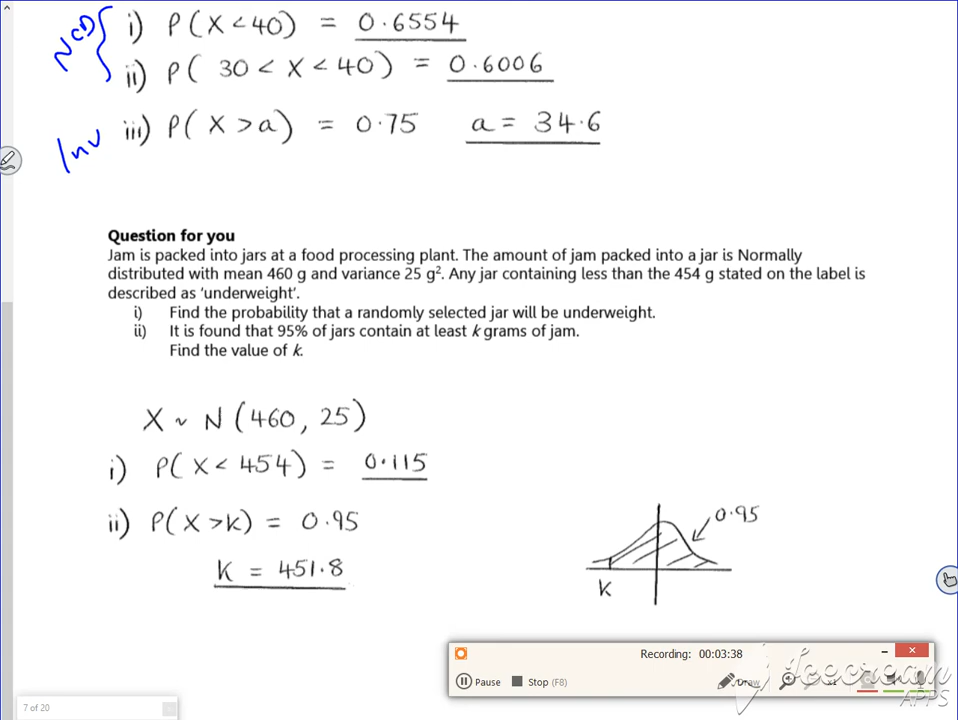 NCD { i) P(X < 40) = 0.6554
ii) P( 30 < X < 40) = 0.6006
Inv iii) P( X > a) = 0.75 a = 34.6
Question for you
Jam is packed into jars at a food processing plant. The amount of jam packed into a jar is Normally
distributed with mean 460 g and variance 25 g². Any jar containing less than the 454 g stated on the label is
described as ‘underweight’.
i) Find the probability that a randomly selected jar will be underweight.
ii) It is found that 95% of jars contain at least k grams of jam.
Find the value of k.
X ~ N (460, 25)
i) P( X < 454) = 0.115
ii) P( X > k) = 0.95
0.95
K = 451.8
K
Recording: 00:03:38
Pause Stop (F8) Draw x1
Icecream
APPS
7 of 20